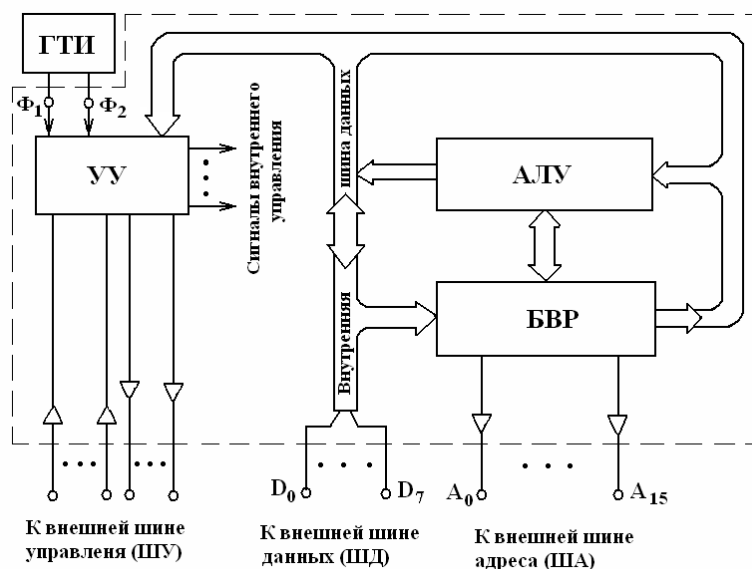 ГТИ
Ф1
Ф2
УУ
Сигналы внутреннего
управления
Внутренняя шина данных
АЛУ
БВР
D0
D7
A0
A15
К внешней шине
управленя (ШУ)
К внешней шине
данных (ШД)
К внешней шине
адреса (ША)